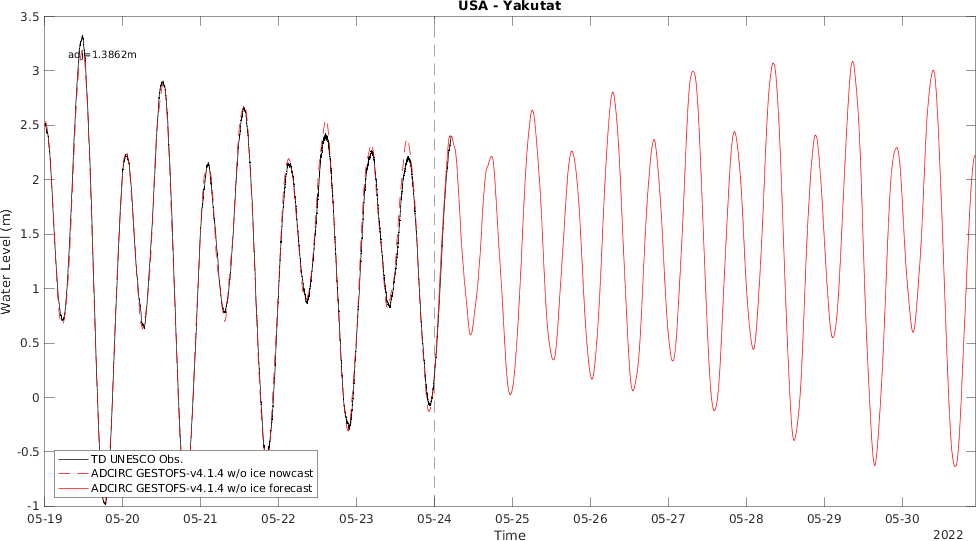 USA - Yakutat
3.5
3
2.5
2
1.5
1
0.5
0
-0.5
-1
Water Level (m)
adj=1.3862m
TD UNESCO Obs.
ADCIRC GESTOFS-v4.1.4 w/o ice nowcast
ADCIRC GESTOFS-v4.1.4 w/o ice forecast
05-19 05-20 05-21 05-22 05-23 05-24 05-25 05-26 05-27 05-28 05-29 05-30
Time
2022